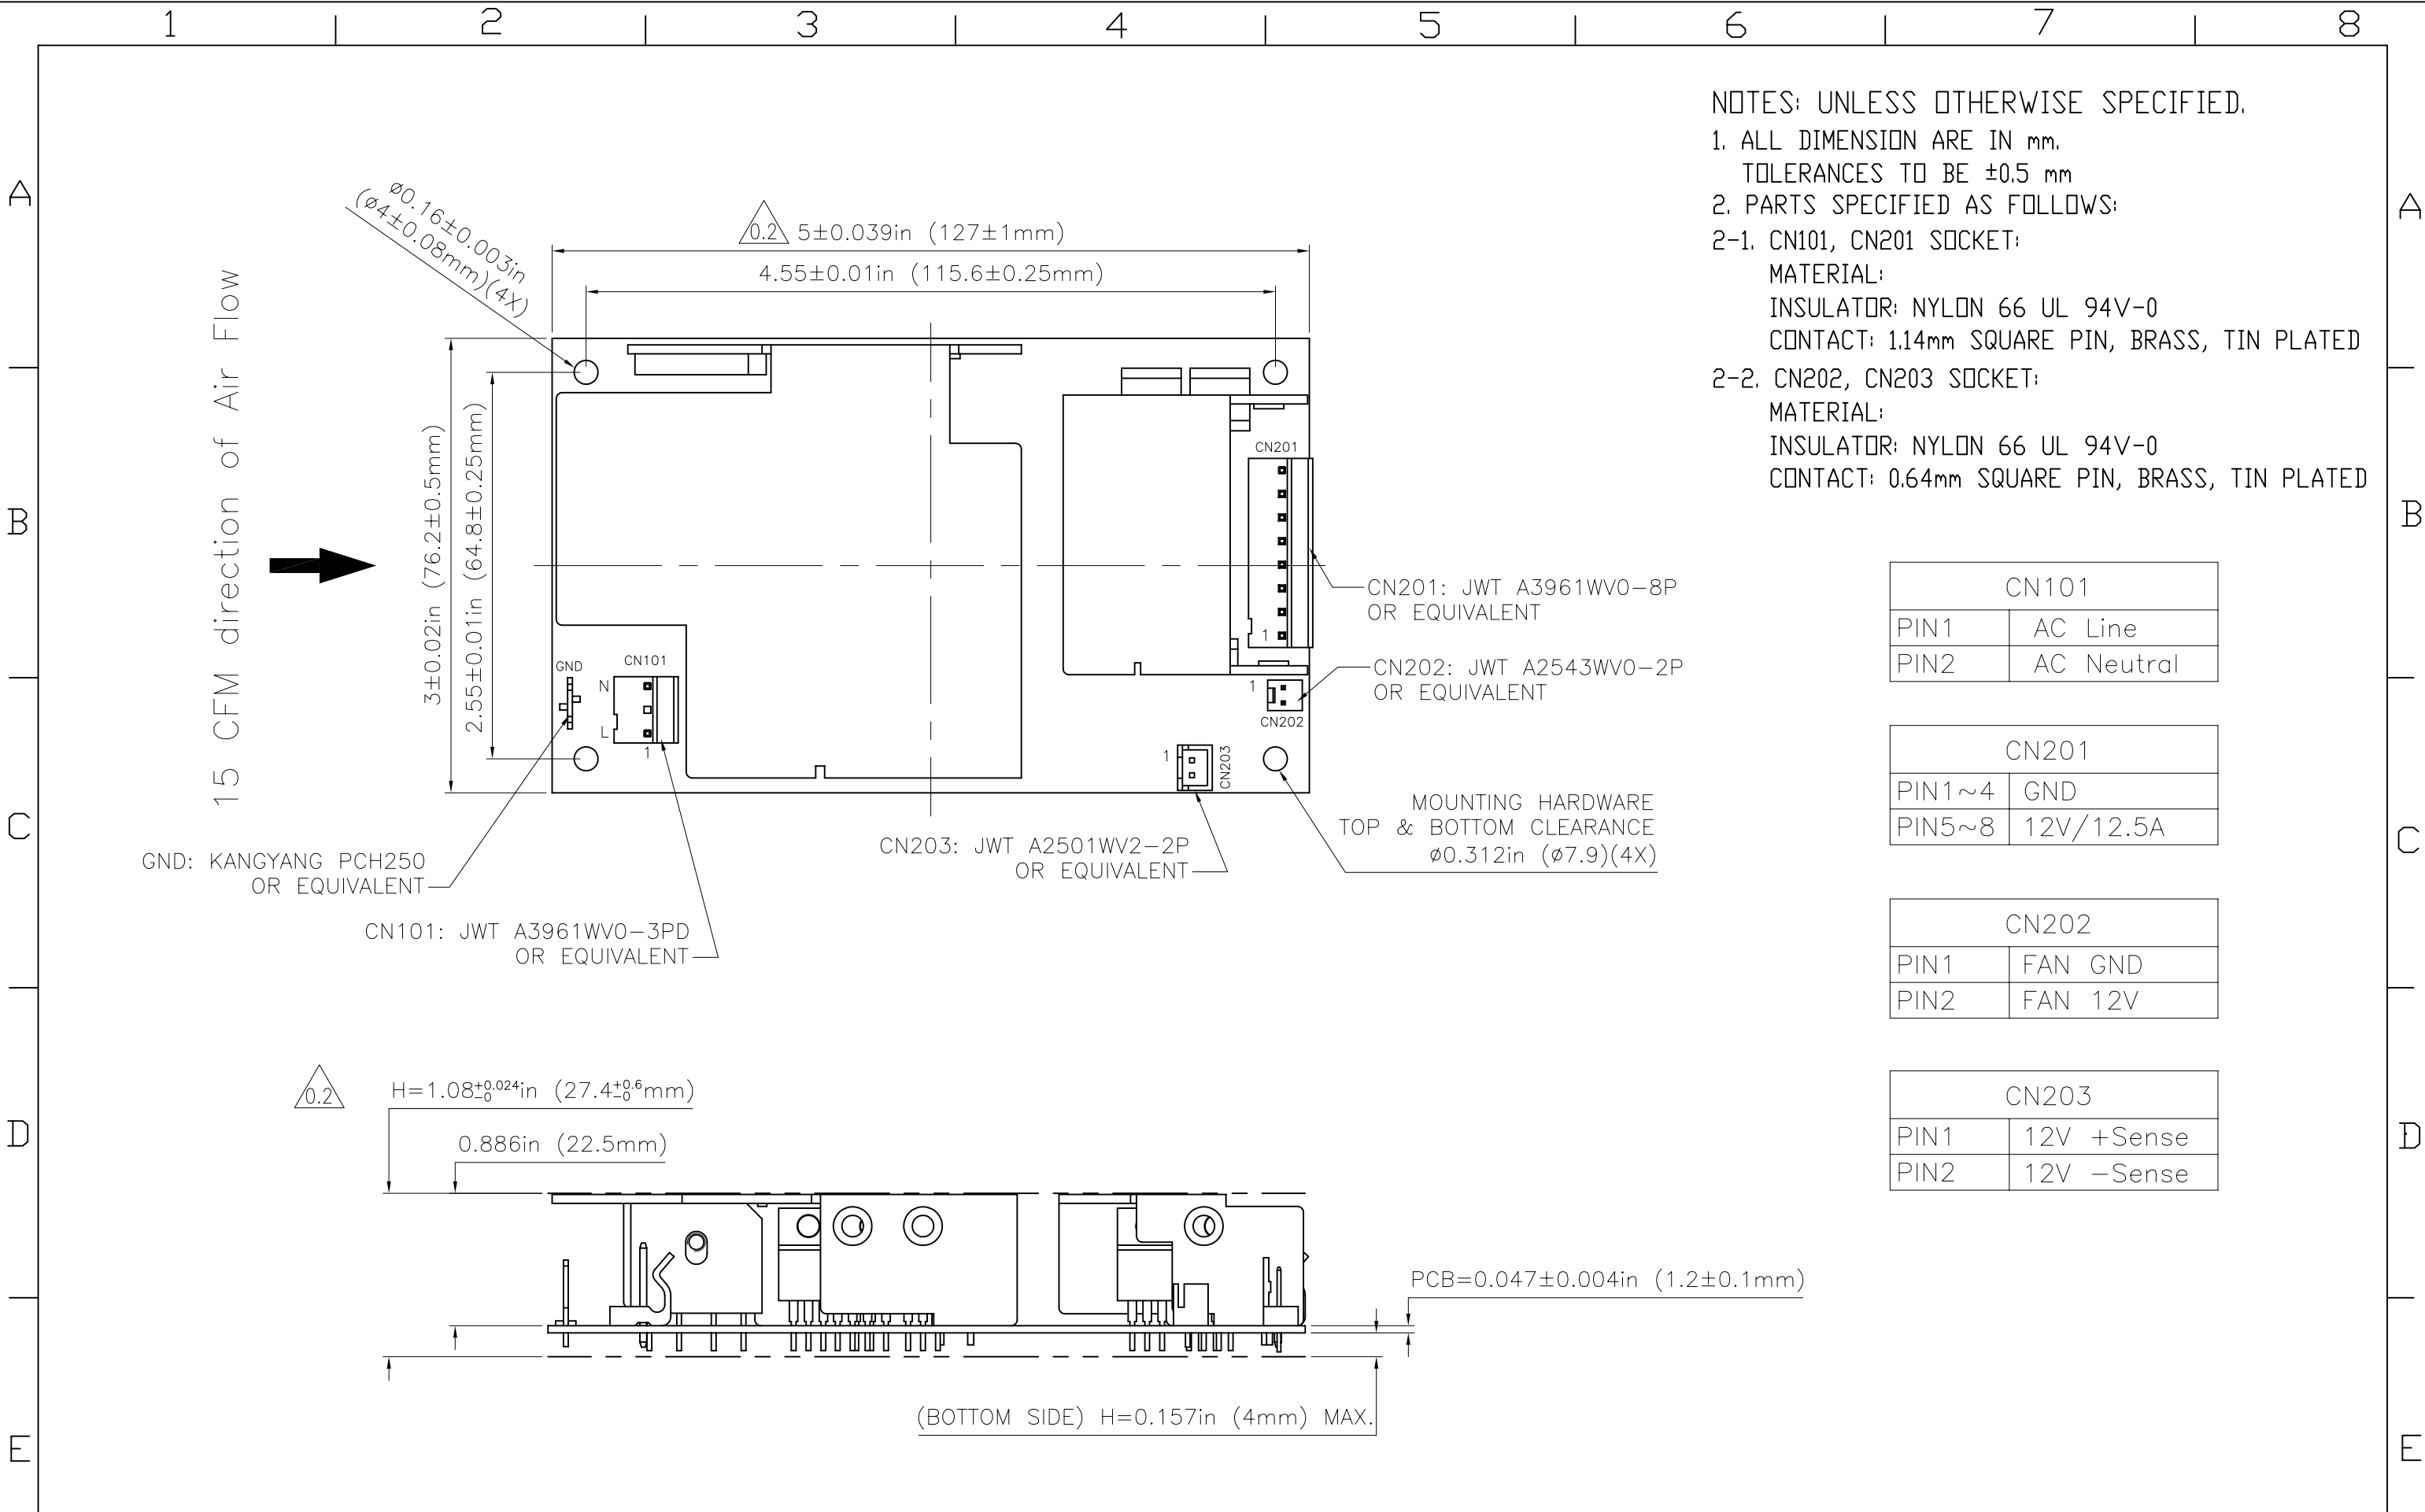 1 2 3 4 5 6 7 8
A A
B B
C C
D D
E E
NOTES: UNLESS OTHERWISE SPECIFIED.
1. ALL DIMENSION ARE IN mm.
TOLERANCES TO BE ±0.5 mm
2. PARTS SPECIFIED AS FOLLOWS:
2-1. CN101, CN201 SOCKET:
MATERIAL:
INSULATOR: NYLON 66 UL 94V-0
CONTACT: 1.14mm SQUARE PIN, BRASS, TIN PLATED
2-2. CN202, CN203 SOCKET:
MATERIAL:
INSULATOR: NYLON 66 UL 94V-0
CONTACT: 0.64mm SQUARE PIN, BRASS, TIN PLATED
15 CFM direction of Air Flow
ø0.16±0.003in
(ø4±0.08mm)(4X)
0.2 5±0.039in (127±1mm)
4.55±0.01in (115.6±0.25mm)
3±0.02in (76.2±0.5mm)
2.55±0.01in (64.8±0.25mm)
CN201
1
CN201: JWT A3961WV0-8P
OR EQUIVALENT
GND
CN101
N
L
1
1
CN202
CN202: JWT A2543WV0-2P
OR EQUIVALENT
1
CN203
MOUNTING HARDWARE
TOP & BOTTOM CLEARANCE
ø0.312in (ø7.9)(4X)
CN203: JWT A2501WV2-2P
OR EQUIVALENT
GND: KANGYANG PCH250
OR EQUIVALENT
CN101: JWT A3961WV0-3PD
OR EQUIVALENT
CN101
PIN1 AC Line
PIN2 AC Neutral
CN201
PIN1~4 GND
PIN5~8 12V/12.5A
CN202
PIN1 FAN GND
PIN2 FAN 12V
CN203
PIN1 12V +Sense
PIN2 12V -Sense
0.2 H=1.08+0.024-0in (27.4+0.6-0mm)
0.886in (22.5mm)
PCB=0.047±0.004in (1.2±0.1mm)
(BOTTOM SIDE) H=0.157in (4mm) MAX.